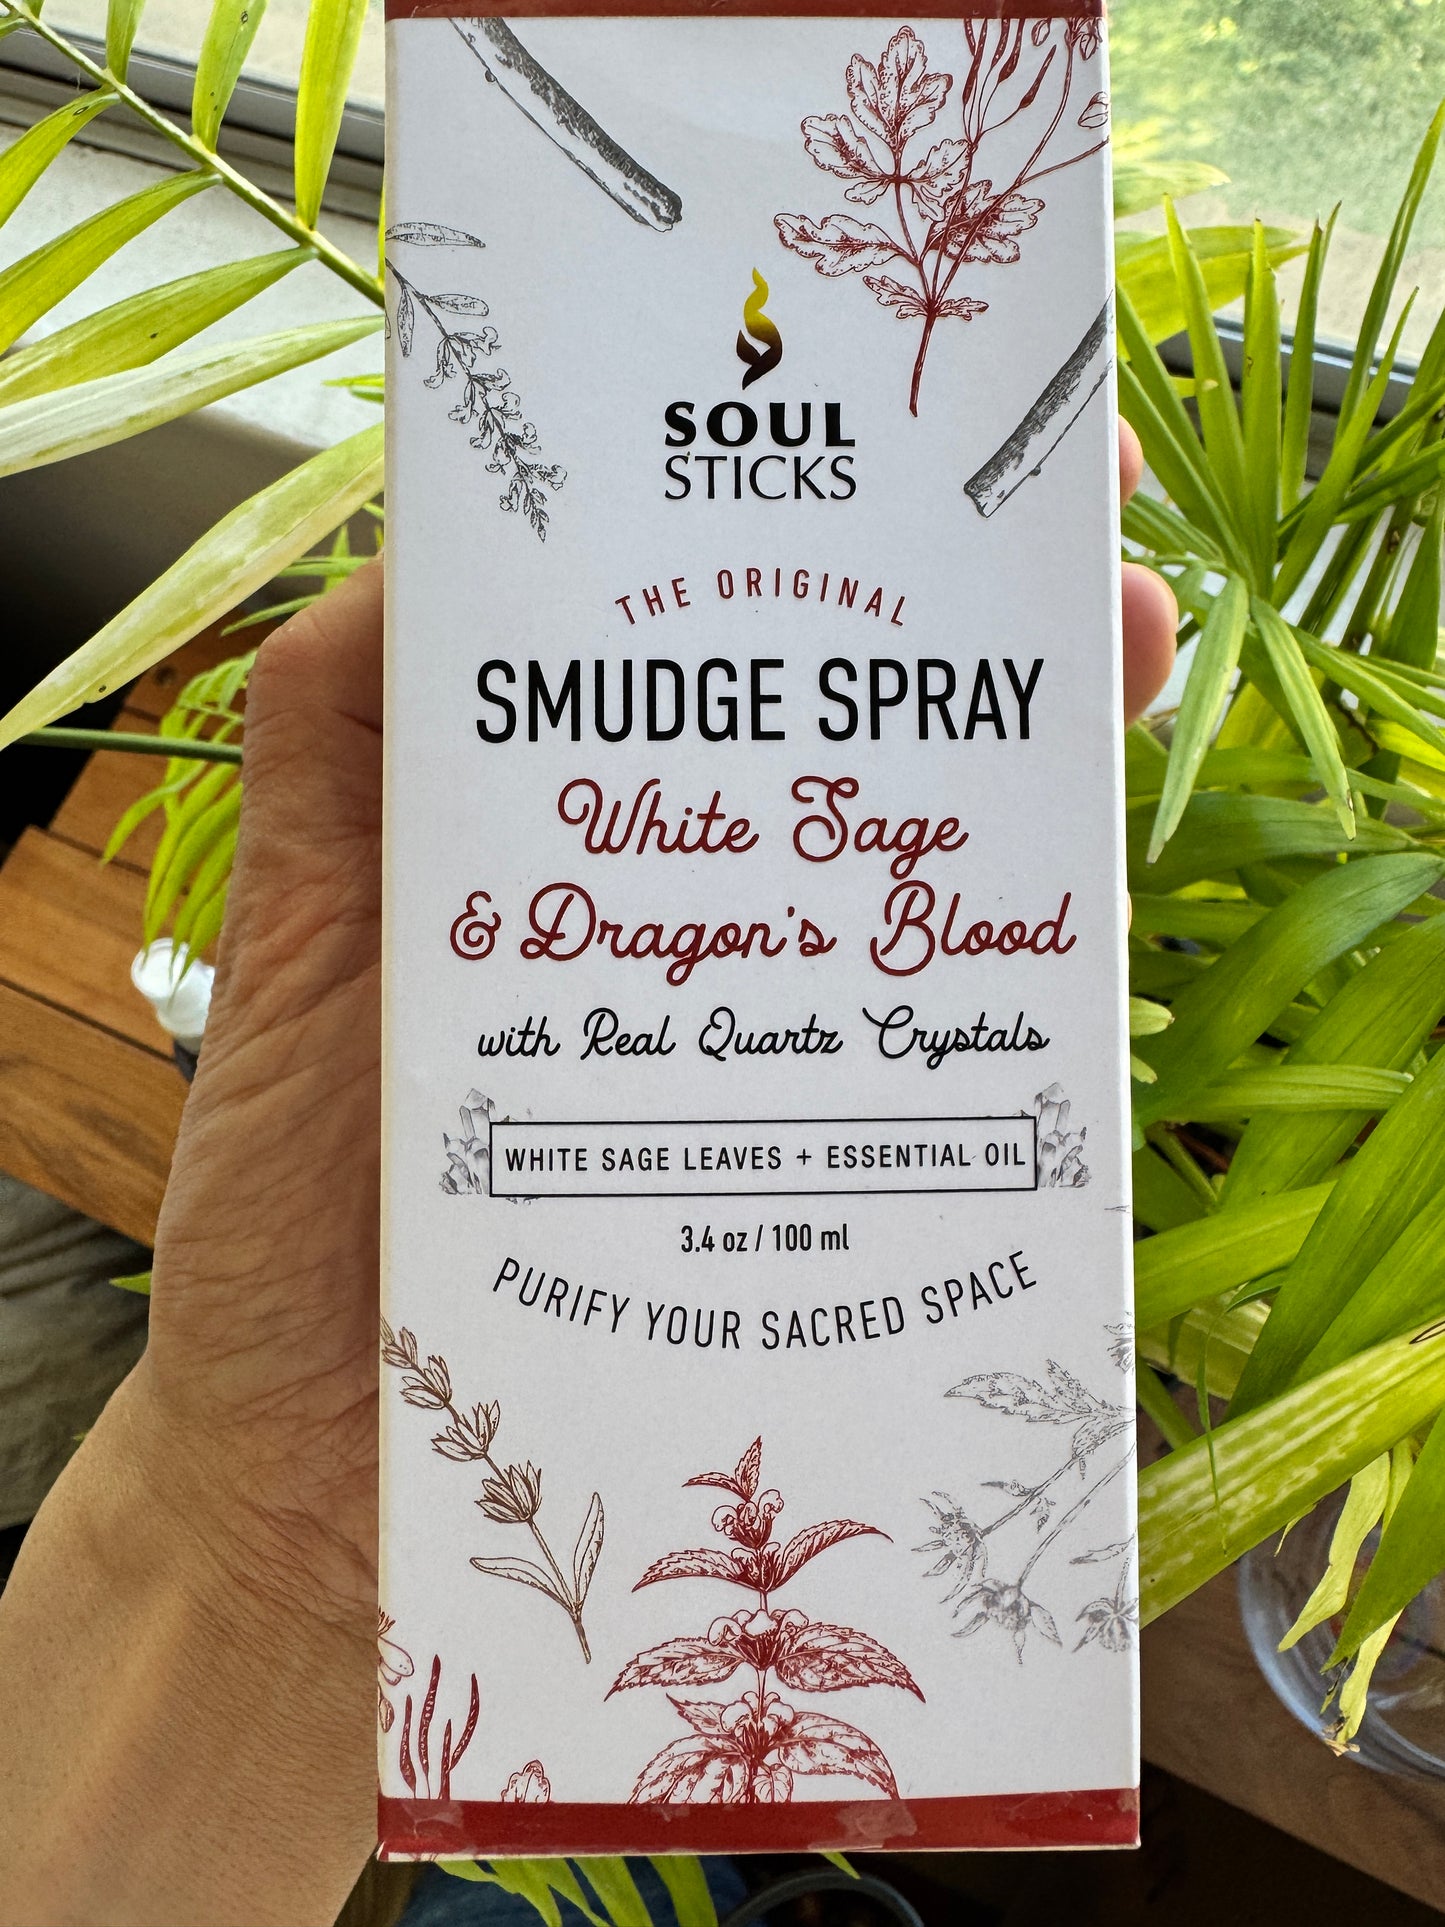 SOUL
STICKS
THE ORIGINAL
SMUDGE SPRAY
White Sage
& Dragon's Blood
with Real Quartz Crystals
WHITE SAGE LEAVES + ESSENTIAL OIL
3.4 oz / 100 ml
PURIFY YOUR SACRED SPACE